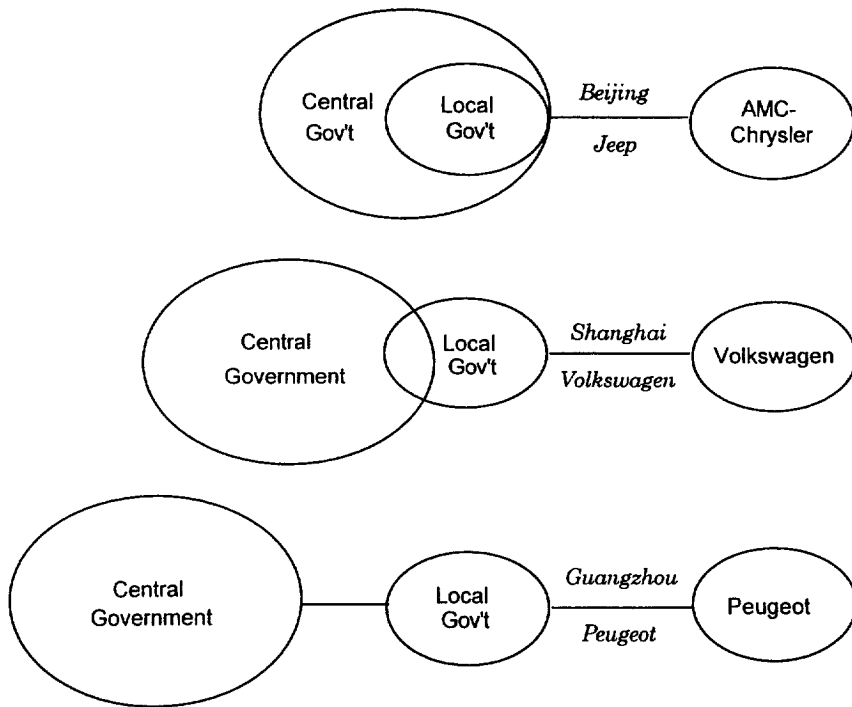 Central
Gov't
Local
Gov't
Beijing
Jeep
AMC-
Chrysler
Central
Government
Local
Gov't
Shanghai
Volkswagen
Volkswagen
Central
Government
Local
Gov't
Guangzhou
Peugeot
Peugeot